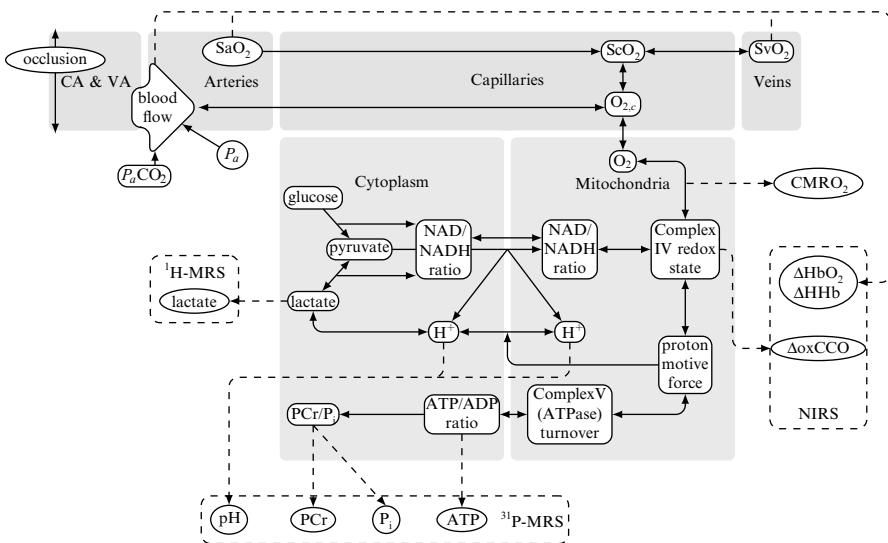 occlusion
CA & VA
SaO₂
Arteries
Capillaries
ScO₂
SvO₂
Veins
blood
flow
O₂,c
Pₐ
PₐCO₂
O₂
Cytoplasm
Mitochondria
CMRO₂
glucose
pyruvate
NAD/
NADH
ratio
NAD/
NADH
ratio
Complex
IV redox
state
¹H-MRS
lactate
lactate
ΔHbO₂
ΔHHb
H⁺
H⁺
proton
motive
force
ΔoxCCO
NIRS
PCr/Pᵢ
ATP/ADP
ratio
ComplexV
(ATPase)
turnover
pH
PCr
Pᵢ
ATP
³¹P-MRS